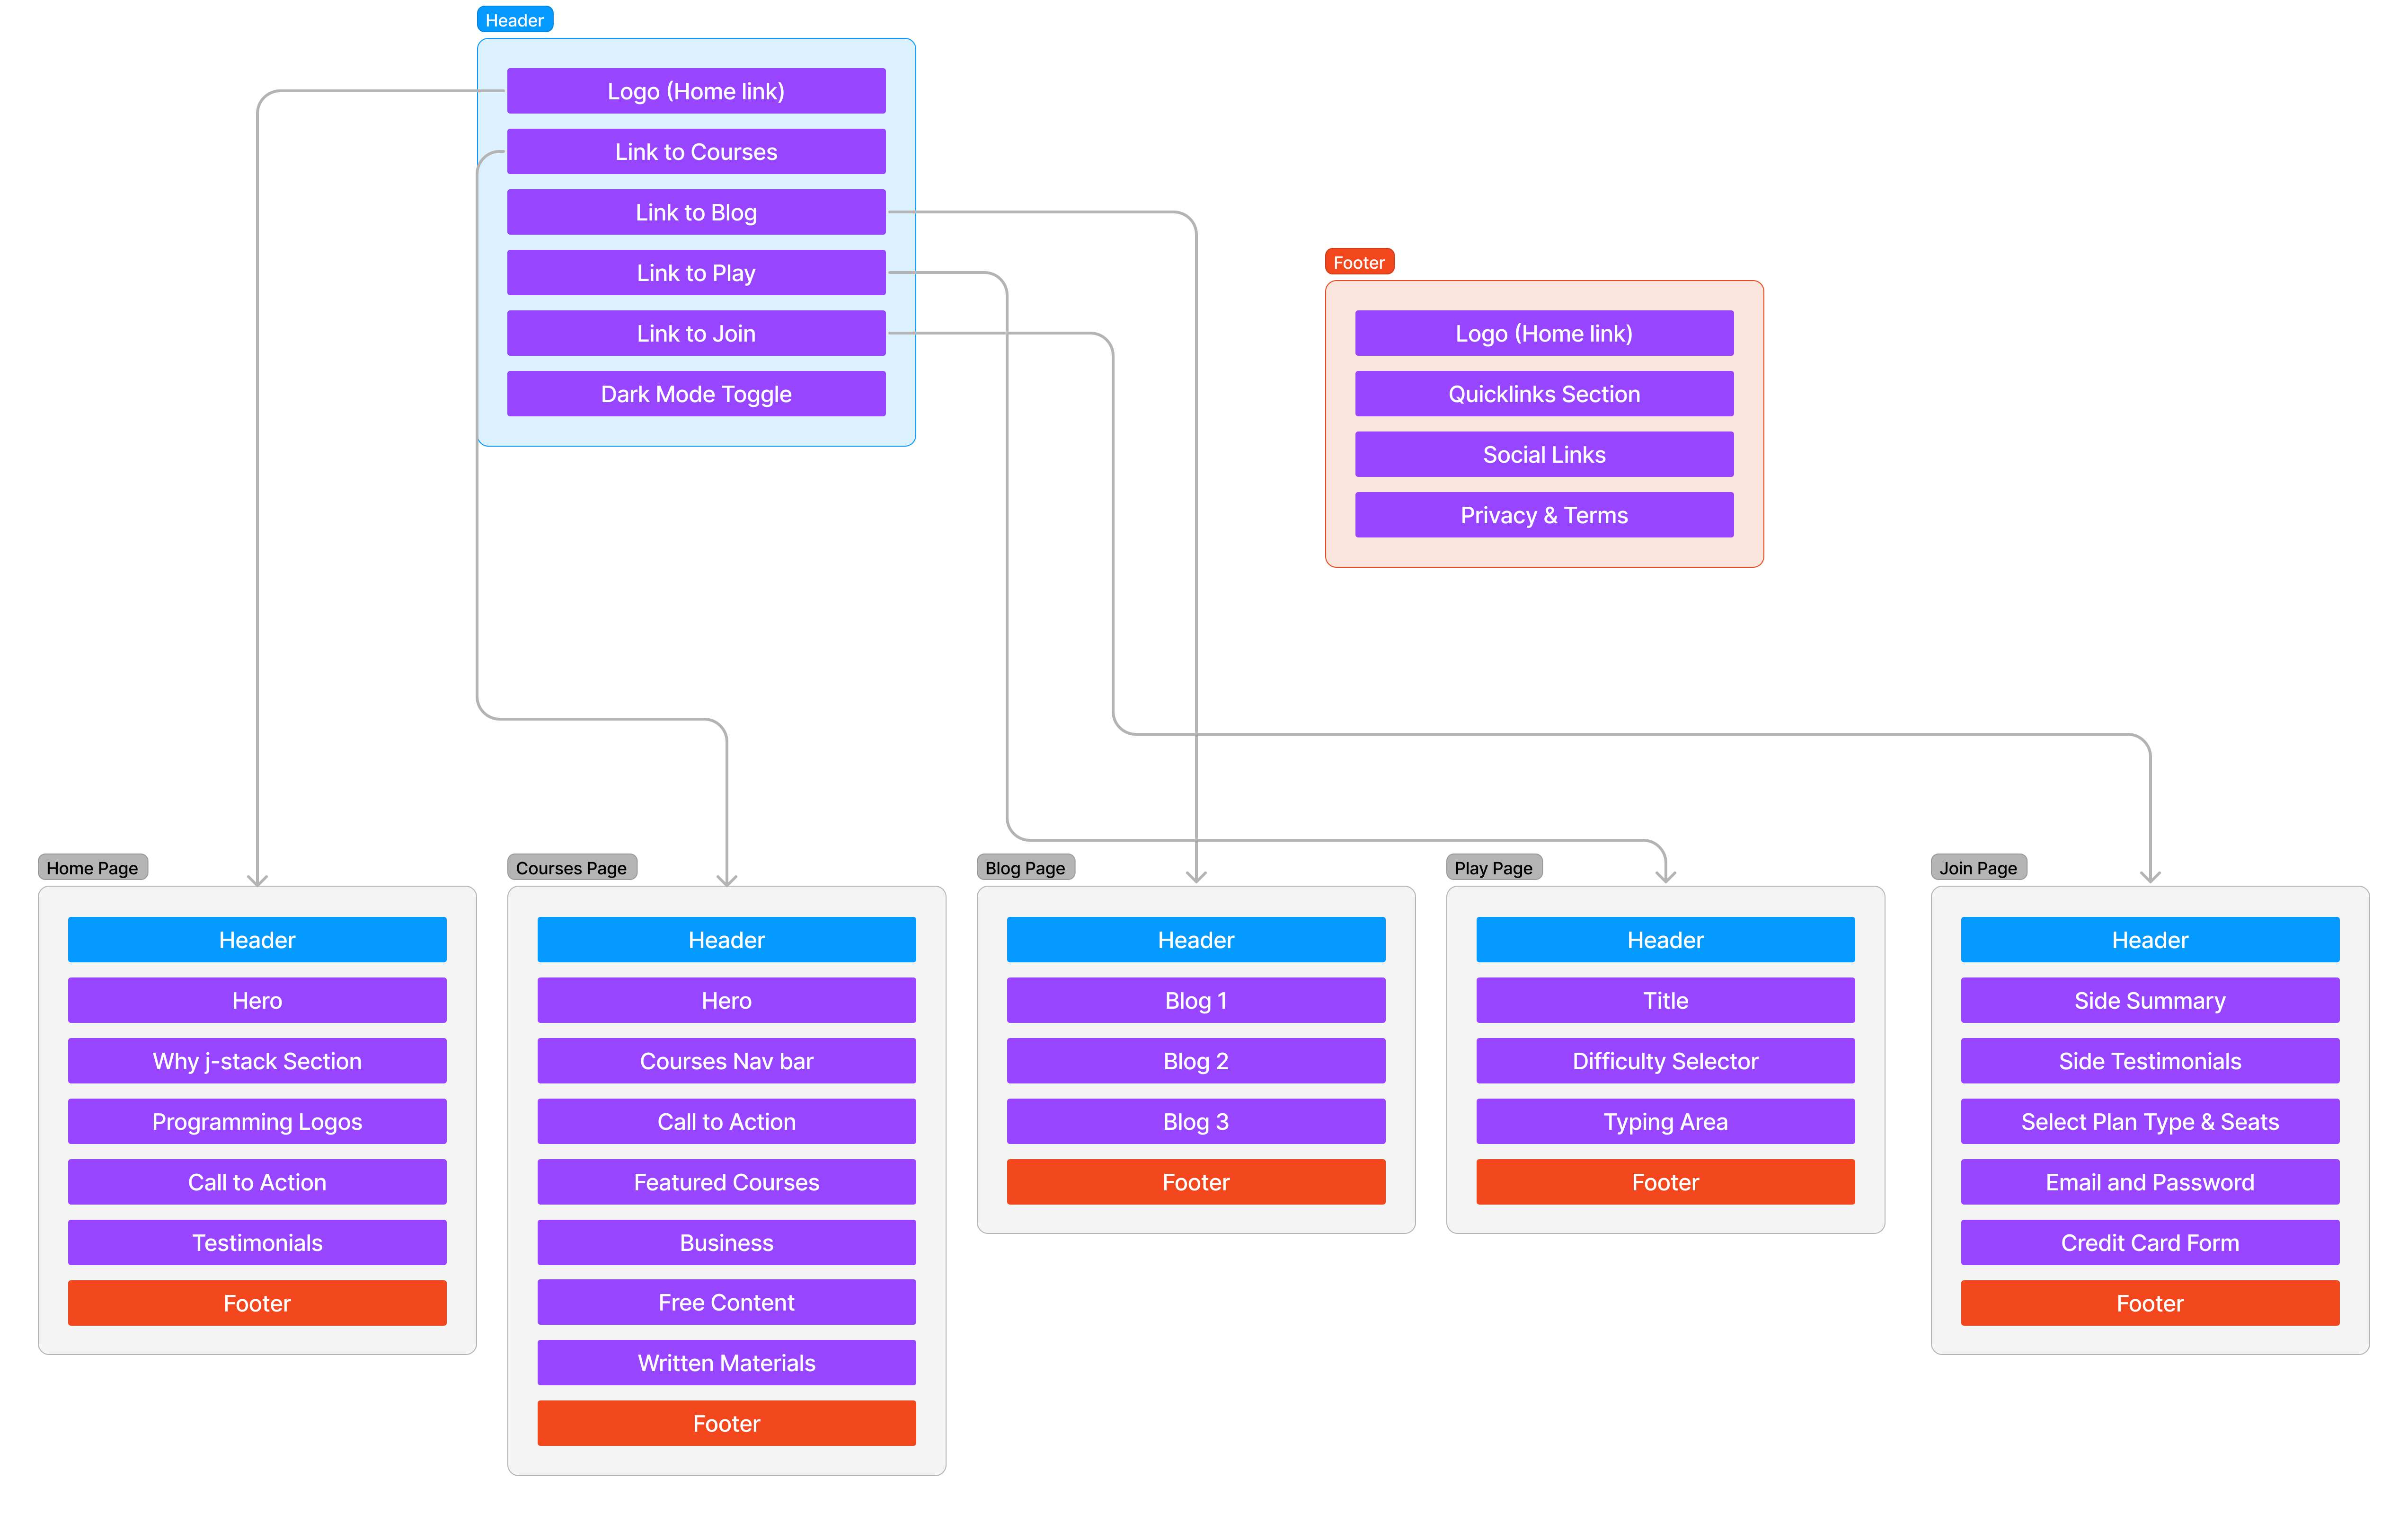 Header
Logo (Home link)
Link to Courses
Link to Blog
Link to Play
Link to Join
Dark Mode Toggle
Footer
Logo (Home link)
Quicklinks Section
Social Links
Privacy & Terms
Home Page
Header
Hero
Why j-stack Section
Programming Logos
Call to Action
Testimonials
Footer
Courses Page
Header
Hero
Courses Nav bar
Call to Action
Featured Courses
Business
Free Content
Written Materials
Footer
Blog Page
Header
Blog 1
Blog 2
Blog 3
Footer
Play Page
Header
Title
Difficulty Selector
Typing Area
Footer
Join Page
Header
Side Summary
Side Testimonials
Select Plan Type & Seats
Email and Password
Credit Card Form
Footer